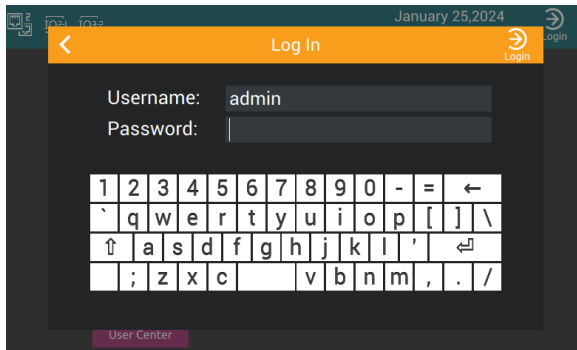 January 25,2024
Login
Log In
Login
Username: admin
Password:
1 2 3 4 5 6 7 8 9 0 - = ←
` q w e r t y u i o p [ ] \
⇧ a s d f g h j k l ' ⏎
; z x c v b n m , . /
User Center